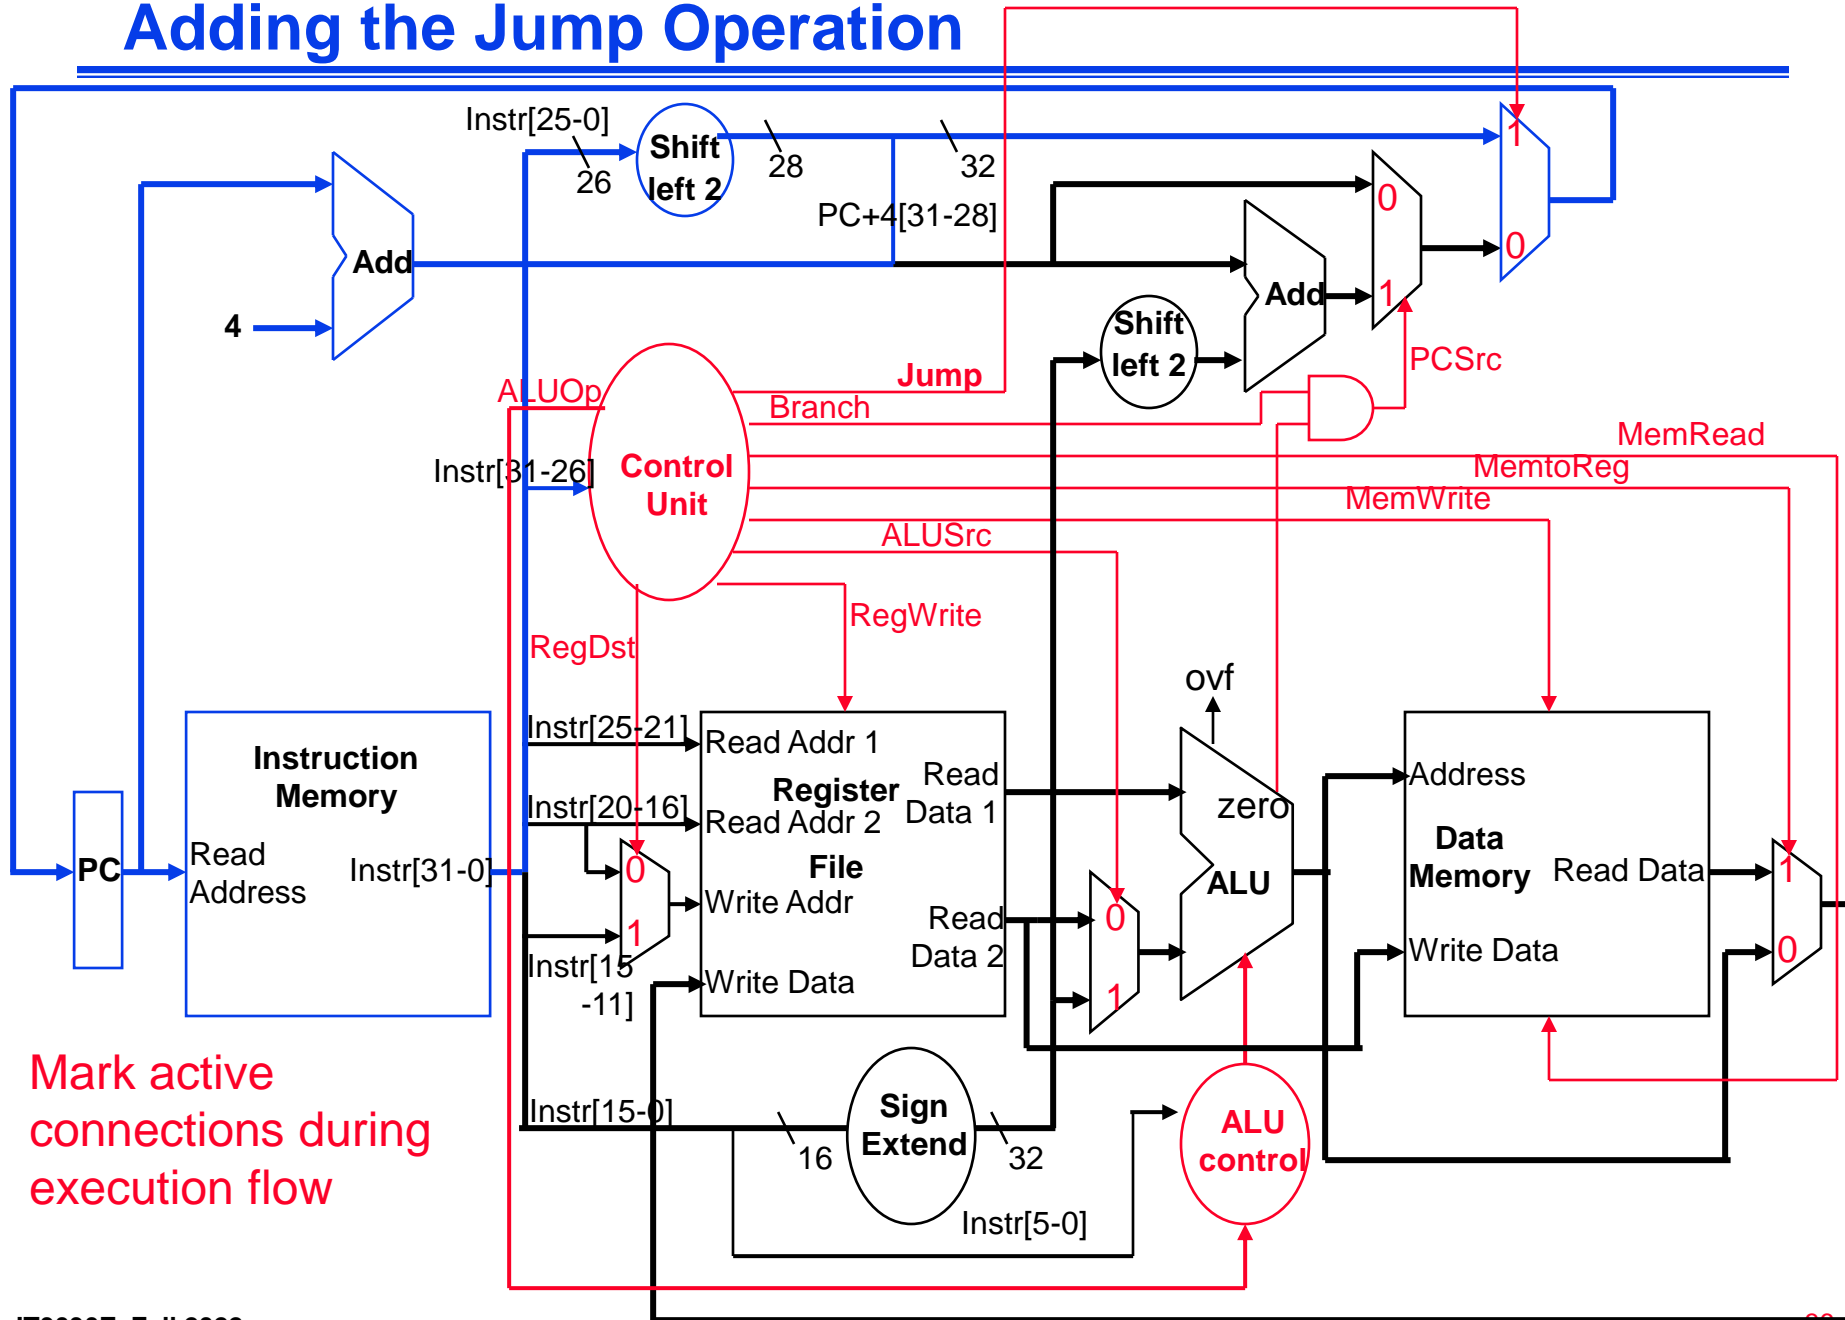 Adding the Jump Operation
Instr[25-0]
26
Shift
left 2
28
32
PC+4[31-28]
1
0
0
1
Add
4
Add
Shift
left 2
PCSrc
ALUOp
Jump
Branch
MemRead
MemtoReg
MemWrite
Instr[31-26]
Control
Unit
ALUSrc
RegWrite
RegDst
ovf
Instruction
Memory
Read
Address
Instr[31-0]
PC
Instr[25-21]
Instr[20-16]
Read Addr 1
Register
Read Addr 2
File
Write Addr
Write Data
Read
Data 1
Read
Data 2
0
1
Instr[15
-11]
0
1
zero
ALU
Address
Data
Memory
Read Data
Write Data
1
0
Mark active
connections during
execution flow
Instr[15-0]
16
Sign
Extend
32
ALU
control
Instr[5-0]